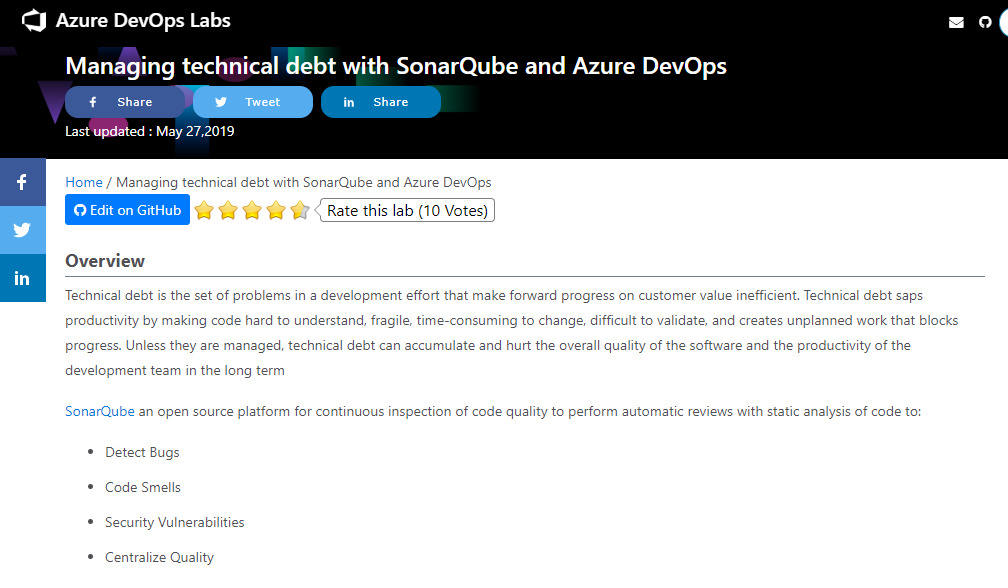 Azure DevOps Labs
Managing technical debt with SonarQube and Azure DevOps
Share
Tweet
Share
Last updated : May 27,2019
Home / Managing technical debt with SonarQube and Azure DevOps
Edit on GitHub
Rate this lab (10 Votes)
Overview
Technical debt is the set of problems in a development effort that make forward progress on customer value inefficient. Technical debt saps
productivity by making code hard to understand, fragile, time-consuming to change, difficult to validate, and creates unplanned work that blocks
progress. Unless they are managed, technical debt can accumulate and hurt the overall quality of the software and the productivity of the
development team in the long term
SonarQube an open source platform for continuous inspection of code quality to perform automatic reviews with static analysis of code to:
• Detect Bugs
• Code Smells
• Security Vulnerabilities
• Centralize Quality